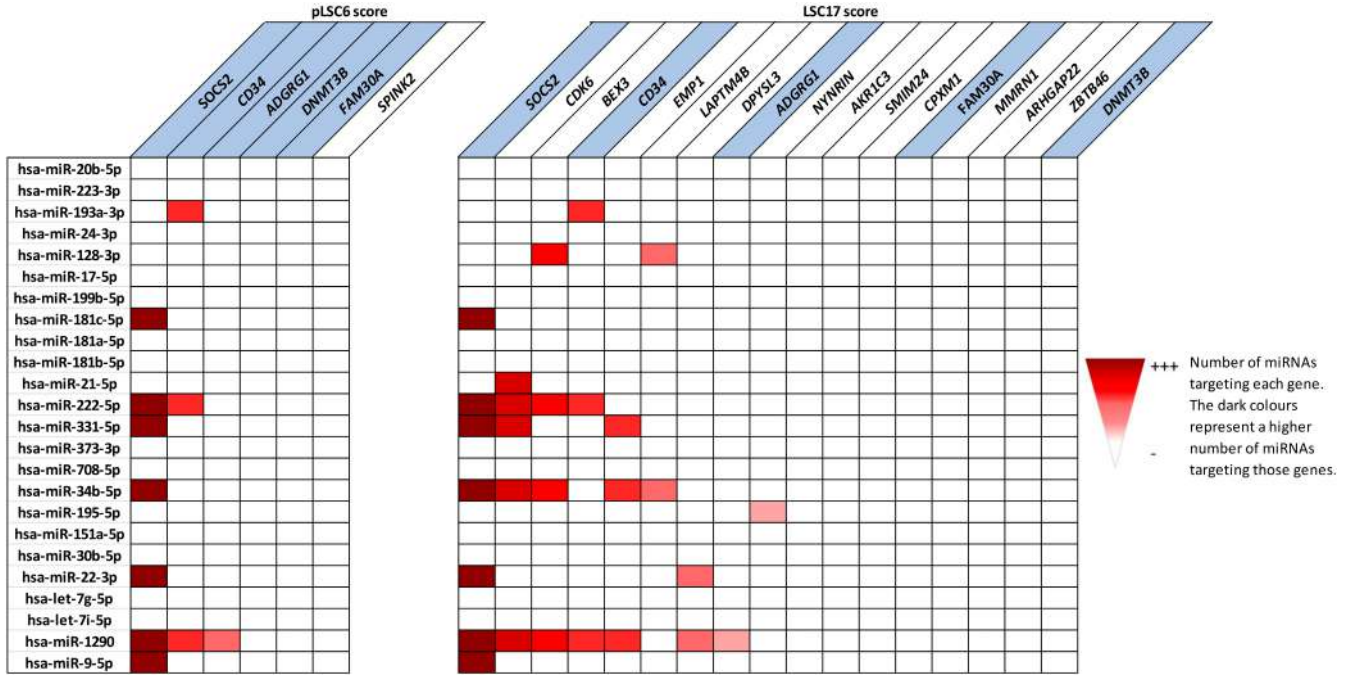 pLSC6 score
LSC17 score
SOCS2
CD34
ADGRG1
DNMT3B
FAM30A
SPINK2
SOCS2
CDK6
BEX3
CD34
EMP1
LAPTM4B
DPYSL3
ADGRG1
NYNRIN
AKR1C3
SMIM24
CPXM1
FAM30A
MMRN1
ARHGAP22
ZBTB46
DNMT3B
hsa-miR-20b-5p
hsa-miR-223-3p
hsa-miR-193a-3p
hsa-miR-24-3p
hsa-miR-128-3p
hsa-miR-17-5p
hsa-miR-199b-5p
hsa-miR-181c-5p
hsa-miR-181a-5p
hsa-miR-181b-5p
hsa-miR-21-5p
hsa-miR-222-5p
hsa-miR-331-5p
hsa-miR-373-3p
hsa-miR-708-5p
hsa-miR-34b-5p
hsa-miR-195-5p
hsa-miR-151a-5p
hsa-miR-30b-5p
hsa-miR-22-3p
hsa-let-7g-5p
hsa-let-7i-5p
hsa-miR-1290
hsa-miR-9-5p
+++
-
Number of miRNAs
targeting each gene.
The dark colours
represent a higher
number of miRNAs
targeting those genes.